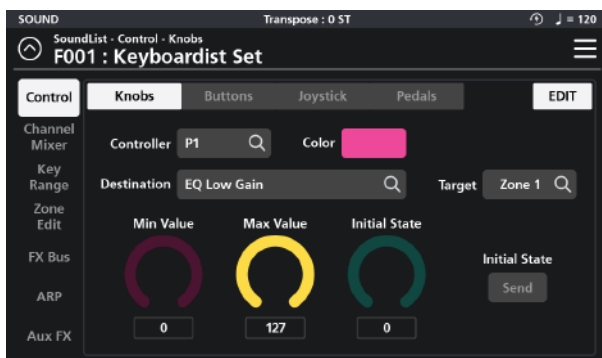 SOUND Transpose : 0 ST ♩ = 120
SoundList - Control - Knobs
F001 : Keyboardist Set
Control Knobs Buttons Joystick Pedals EDIT
Channel
Mixer
Controller P1 Color
Key
Range
Destination EQ Low Gain Target Zone 1
Zone
Edit
Min Value Max Value Initial State
FX Bus
Initial State
Send
ARP
0 127 0
Aux FX